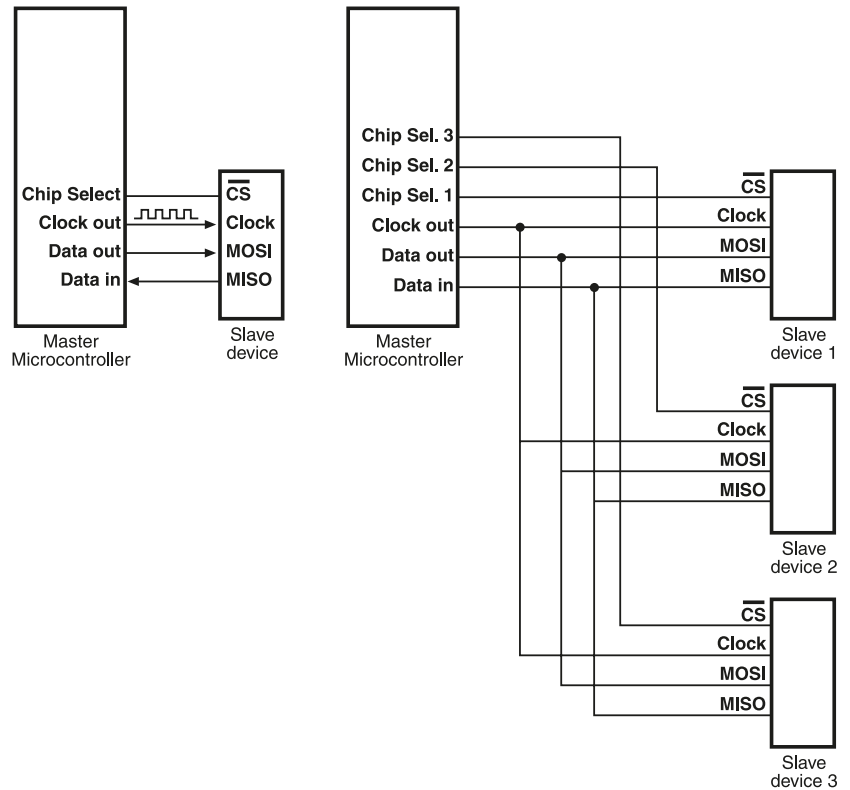 Chip Select
Clock out
Data out
Data in
CS
Clock
MOSI
MISO
Master
Microcontroller
Slave
device
Chip Sel. 3
Chip Sel. 2
Chip Sel. 1
Clock out
Data out
Data in
Master
Microcontroller
CS
Clock
MOSI
MISO
Slave
device 1
CS
Clock
MOSI
MISO
Slave
device 2
CS
Clock
MOSI
MISO
Slave
device 3